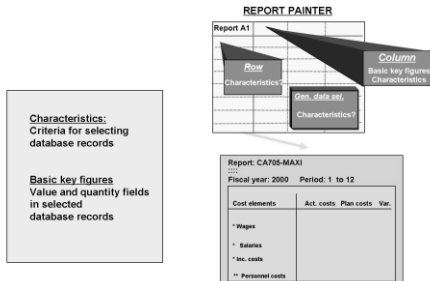 REPORT PAINTER
Report A1
Column
Basic key figures
Characteristics
Row
Characteristics?
Gen. data sel.
Characteristics?
Characteristics:
Criteria for selecting
database records
Basic key figures
Value and quantity fields
in selected
database records
Report: CA705-MAXI
::::
Fiscal year: 2000 Period: 1 to 12
Cost elements Act. costs Plan costs Var.
* Wages
* Salaries
* Inc. costs
** Personnel costs